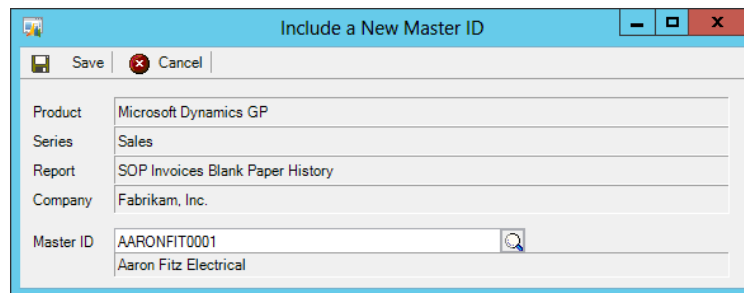 Include a New Master ID
Save Cancel
Product Microsoft Dynamics GP
Series Sales
Report SOP Invoices Blank Paper History
Company Fabrikam, Inc.
Master ID AARONFIT0001
Aaron Fitz Electrical